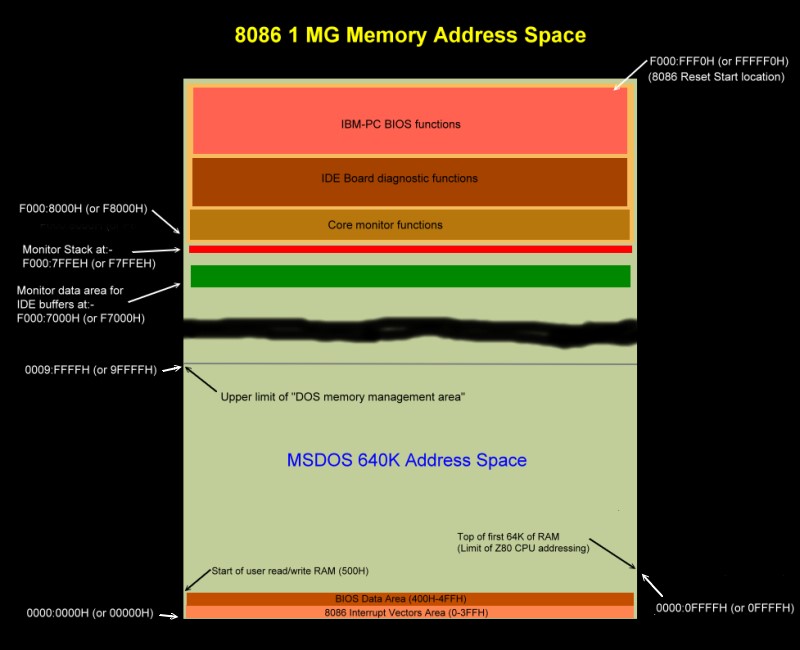 8086 1 MG Memory Address Space
F000:FFF0H (or FFFFF0H)
(8086 Reset Start location)
IBM-PC BIOS functions
IDE Board diagnostic functions
F000:8000H (or F8000H)
Core monitor functions
Monitor Stack at:-
F000:7FFEH (or F7FFEH)
Monitor data area for
IDE buffers at:-
F000:7000H (or F7000H)
0009:FFFFH (or 9FFFFH)
Upper limit of "DOS memory management area"
MSDOS 640K Address Space
Top of first 64K of RAM
(Limit of Z80 CPU addressing)
Start of user read/write RAM (500H)
BIOS Data Area (400H-4FFH)
0000:0000H (or 00000H)
8086 Interrupt Vectors Area (0-3FFH)
0000:0FFFFH (or 0FFFFH)